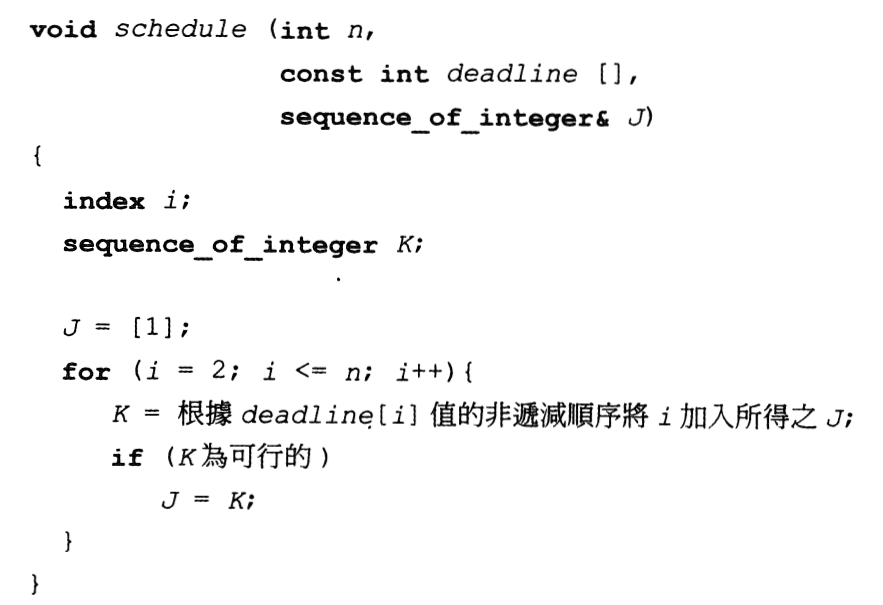 void schedule (int n,
const int deadline [],
sequence_of_integer& J)
{
index i;
sequence_of_integer K;
J = [1];
for (i = 2; i <= n; i++){
K = 根據 deadline[i] 值的非遞減順序將 i 加入所得之 J;
if (K 為可行的)
J = K;
}
}